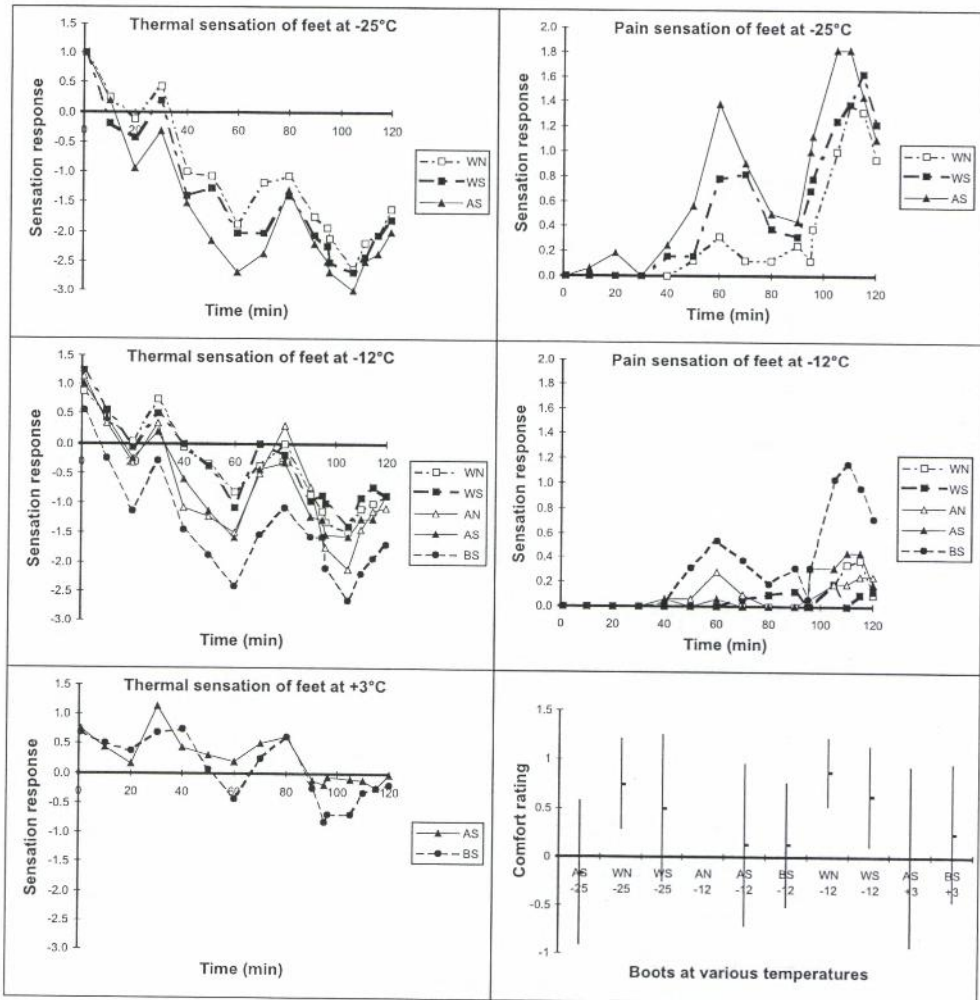 Thermal sensation of feet at -25°C
Sensation response
1.5
1.0
0.5
0.0
-0.5
-1.0
-1.5
-2.0
-2.5
-3.0
0 20 40 60 80 100 120
WN
WS
AS
Time (min)
Pain sensation of feet at -25°C
Sensation response
2.0
1.8
1.6
1.4
1.2
1.0
0.8
0.6
0.4
0.2
0.0
0 20 40 60 80 100 120
WN
WS
AS
Time (min)
Thermal sensation of feet at -12°C
Sensation response
1.5
1.0
0.5
0.0
-0.5
-1.0
-1.5
-2.0
-2.5
-3.0
20 40 60 80 100 120
WN
WS
AN
AS
BS
Time (min)
Pain sensation of feet at -12°C
Sensation response
2.0
1.8
1.6
1.4
1.2
1.0
0.8
0.6
0.4
0.2
0.0
0 20 40 60 80 100 120
WN
WS
AN
AS
BS
Time (min)
Thermal sensation of feet at +3°C
Sensation response
1.5
1.0
0.5
0.0
-0.5
-1.0
-1.5
-2.0
-2.5
-3.0
0 20 40 60 80 100 120
AS
BS
Time (min)
Comfort rating
1.5
1
0.5
0
-0.5
-1
AS WN WS AN AS BS WN WS AS BS
-25 -25 -25 -12 -12 -12 -12 -12 +3 +3
Boots at various temperatures